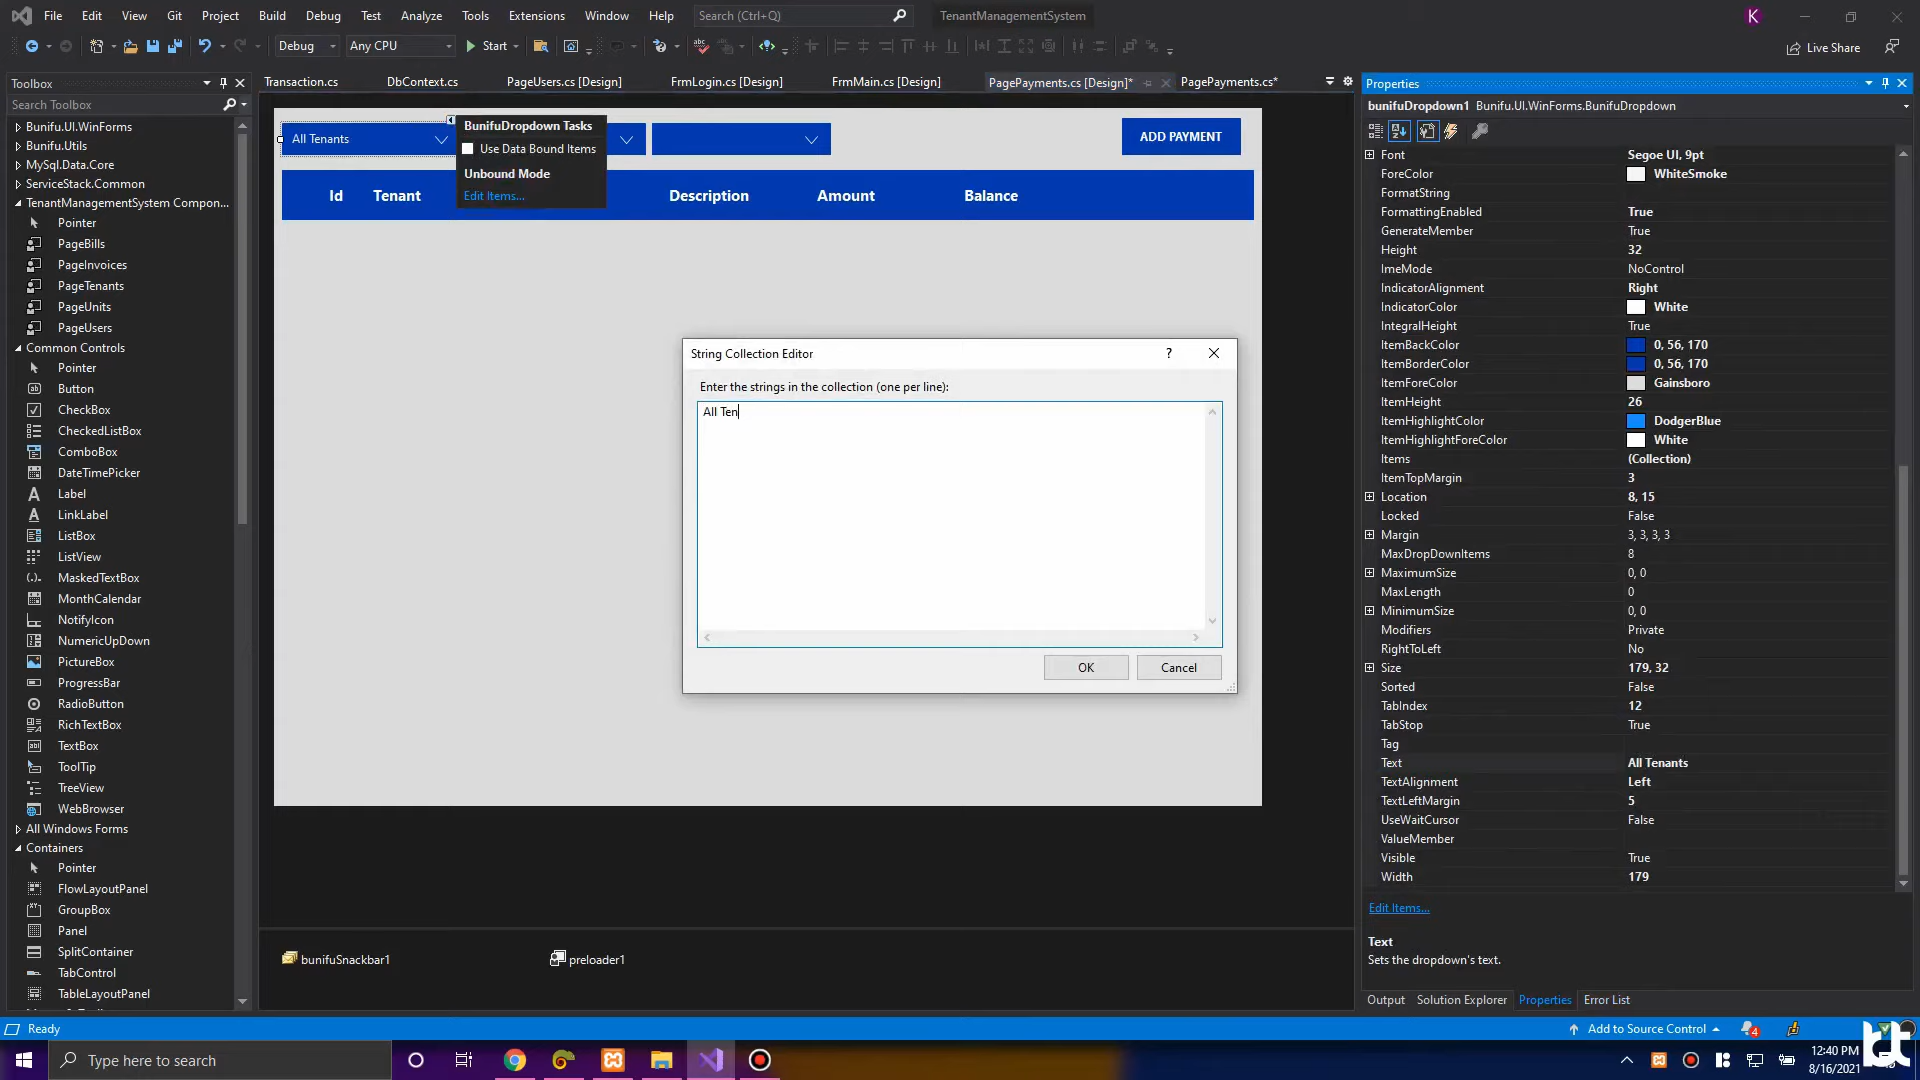 File Edit View Git Project Build Debug Test Analyze Tools Extensions Window Help Search (Ctrl+Q) TenantManagementSystem K
Debug Any CPU Start Live Share
Toolbox
Search Toolbox
Bunifu.UI.WinForms
Bunifu.Utils
MySql.Data.Core
ServiceStack.Common
TenantManagementSystem Compon...
Pointer
PageBills
PageInvoices
PageTenants
PageUnits
PageUsers
Common Controls
Pointer
Button
CheckBox
CheckedListBox
ComboBox
DateTimePicker
Label
LinkLabel
ListBox
ListView
MaskedTextBox
MonthCalendar
NotifyIcon
NumericUpDown
PictureBox
ProgressBar
RadioButton
RichTextBox
TextBox
ToolTip
TreeView
WebBrowser
All Windows Forms
Containers
Pointer
FlowLayoutPanel
GroupBox
Panel
SplitContainer
TabControl
TableLayoutPanel
Transaction.cs DbContext.cs PageUsers.cs [Design] FrmLogin.cs [Design] FrmMain.cs [Design] PagePayments.cs [Design]* PagePayments.cs*
All Tenants
BunifuDropdown Tasks
Use Data Bound Items
Unbound Mode
Edit Items...
ADD PAYMENT
Id Tenant Description Amount Balance
String Collection Editor ?
Enter the strings in the collection (one per line):
All Ten
OK Cancel
bunifuSnackbar1 preloader1
Properties
bunifuDropdown1 Bunifu.UI.WinForms.BunifuDropdown
Font Segoe UI, 9pt
ForeColor WhiteSmoke
FormatString
FormattingEnabled True
GenerateMember True
Height 32
ImeMode NoControl
IndicatorAlignment Right
IndicatorColor White
IntegralHeight True
ItemBackColor 0, 56, 170
ItemBorderColor 0, 56, 170
ItemForeColor Gainsboro
ItemHeight 26
ItemHighlightColor DodgerBlue
ItemHighlightForeColor White
Items (Collection)
ItemTopMargin 3
Location 8, 15
Locked False
Margin 3, 3, 3, 3
MaxDropDownItems 8
MaximumSize 0, 0
MaxLength 0
MinimumSize 0, 0
Modifiers Private
RightToLeft No
Size 179, 32
Sorted False
TabIndex 12
TabStop True
Tag
Text All Tenants
TextAlignment Left
TextLeftMargin 5
UseWaitCursor False
ValueMember
Visible True
Width 179
Edit Items...
Text
Sets the dropdown's text.
Output Solution Explorer Properties Error List
Ready Add to Source Control 4
Type here to search
12:40 PM
8/16/2021